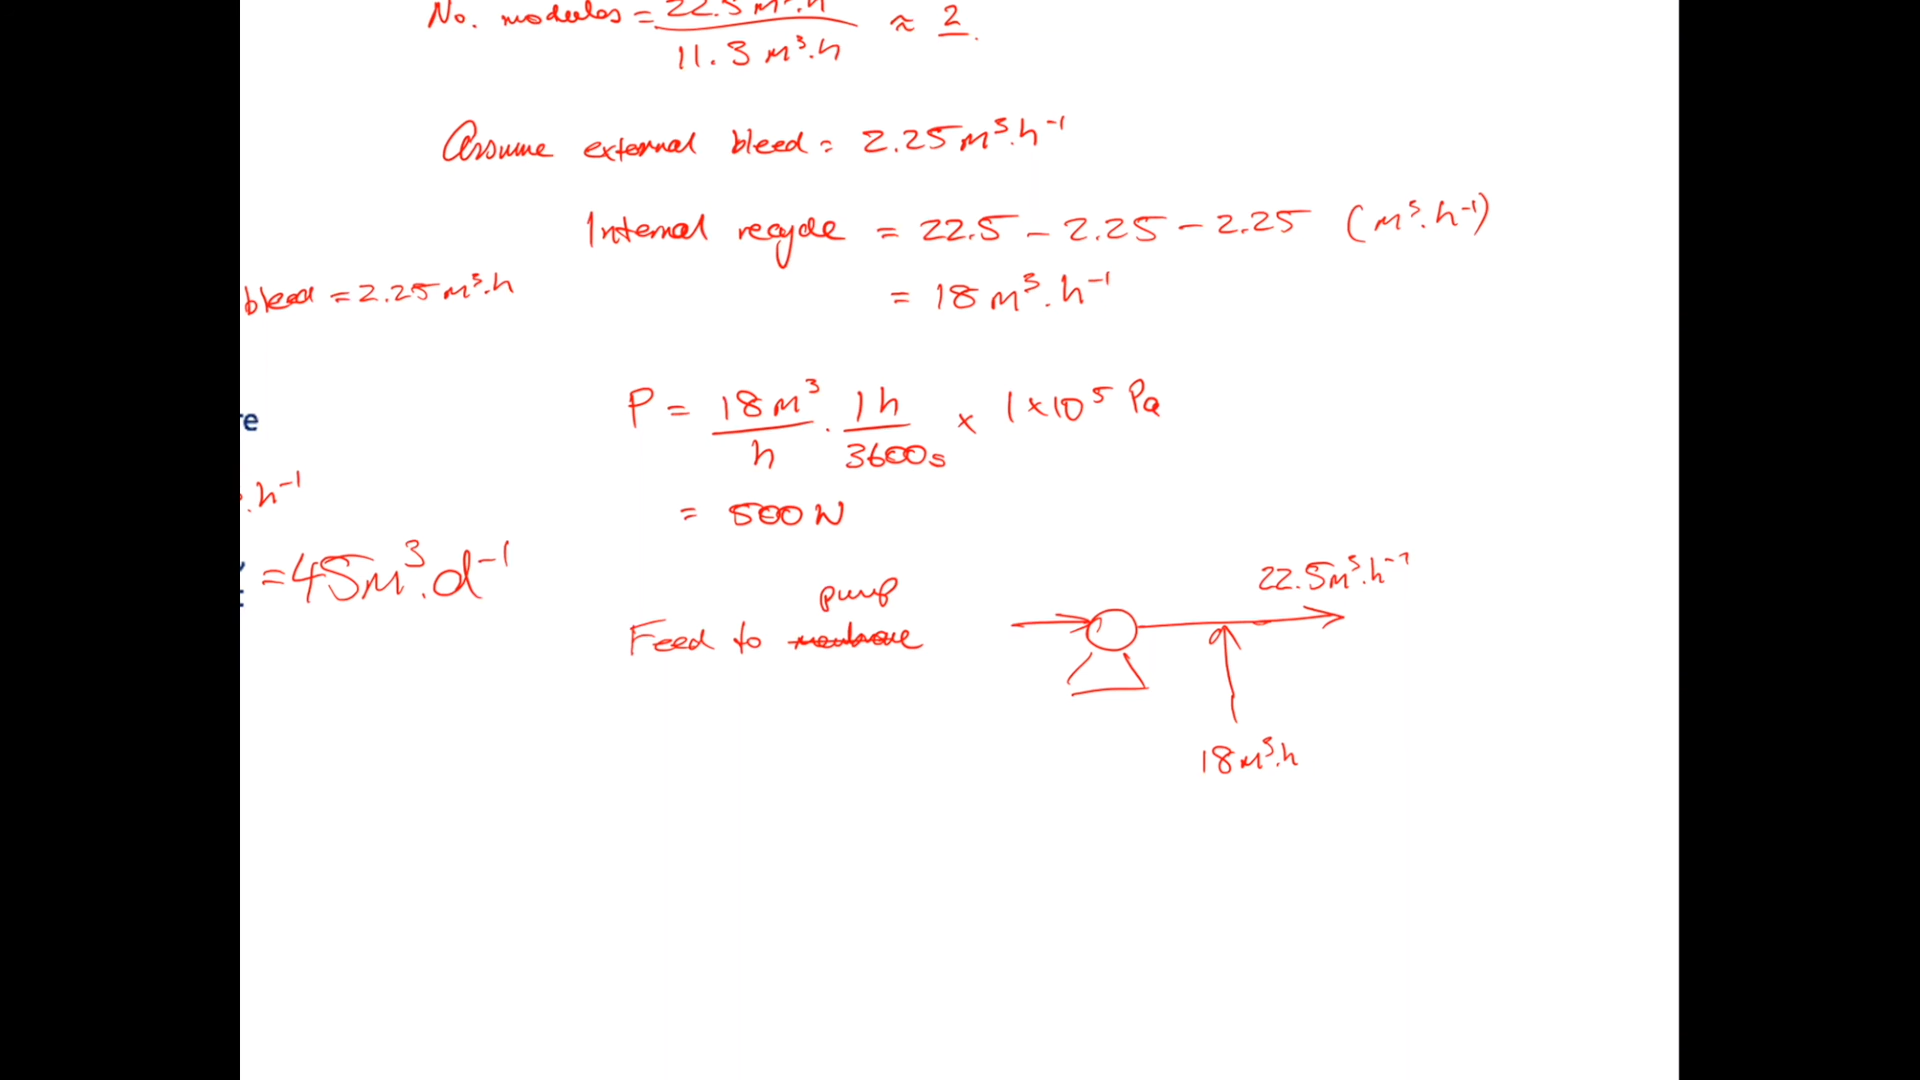 No. modules = 22.5 m³.h / 11.3 m³.h ≈ 2.
Assume external bleed = 2.25 m³.h⁻¹
Internal recycle = 22.5 – 2.25 – 2.25 (m³.h⁻¹)
= 18 m³.h⁻¹
bleed = 2.25 m³.h
P = 18 m³ / h . 1 h / 3600 s × 1 × 10⁵ Pa
re
.h⁻¹
= 500 W
= 45 m³.d⁻¹
22.5 m³.h⁻¹
pump
Feed to
18 m³.h